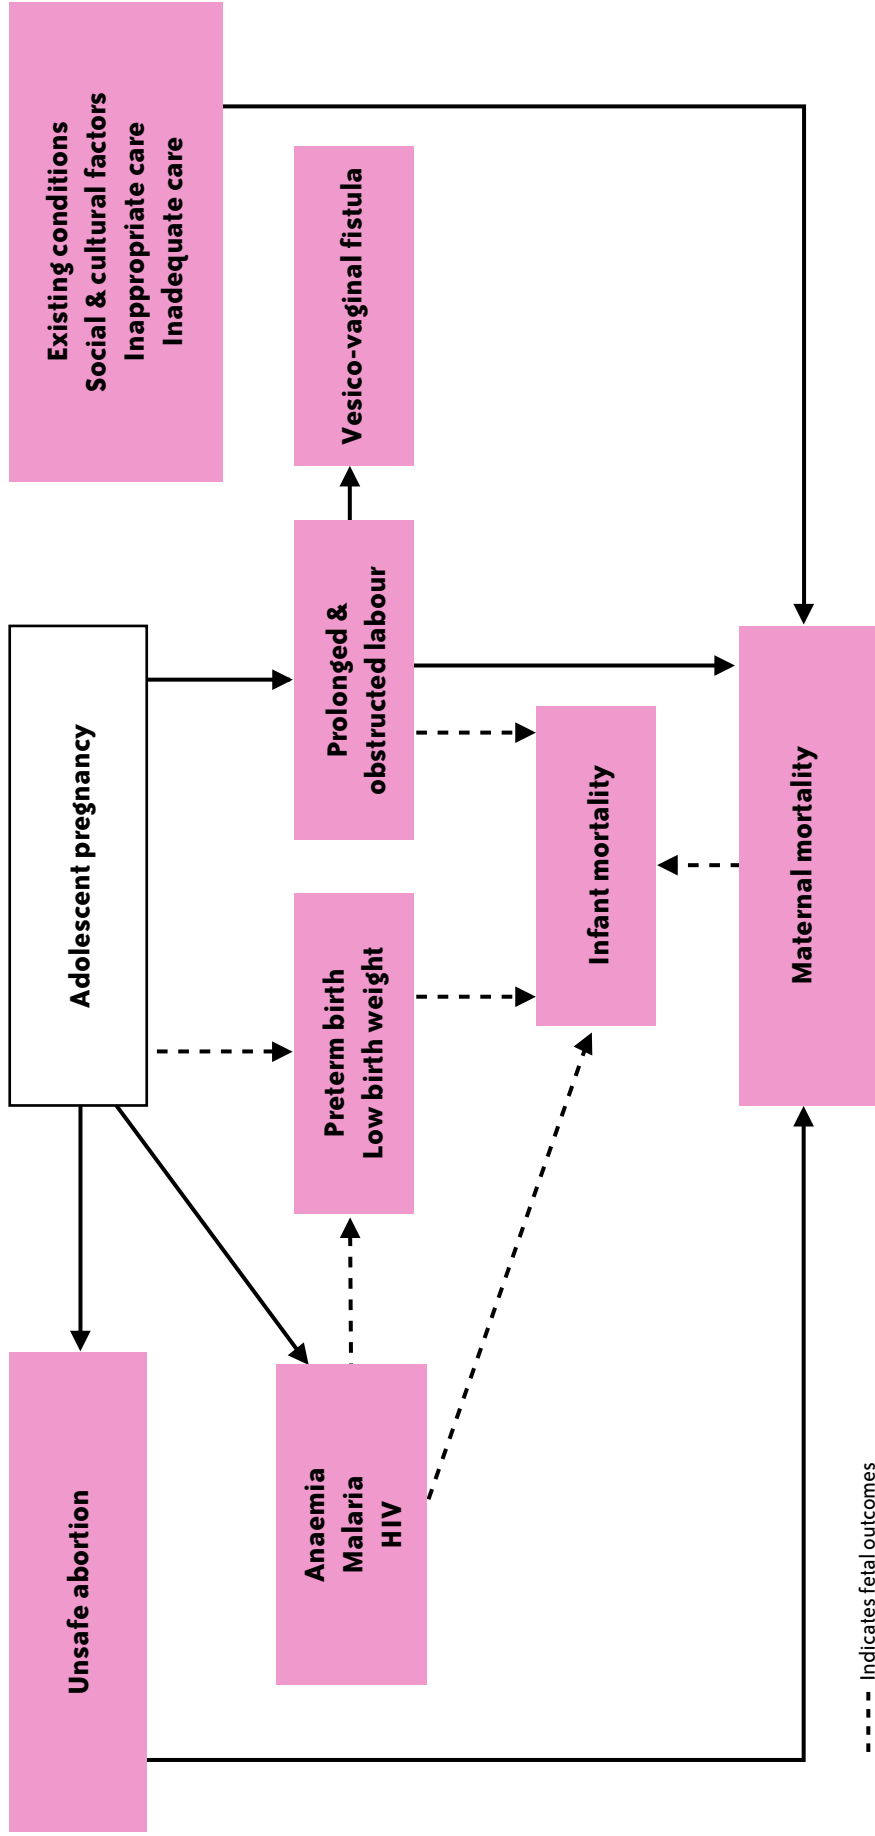 Unsafe abortion
Adolescent pregnancy
Existing conditions
Social & cultural factors
Inappropriate care
Inadequate care
Anaemia
Malaria
HIV
Preterm birth
Low birth weight
Prolonged &
obstructed labour
Vesico-vaginal fistula
Infant mortality
Maternal mortality
Indicates fetal outcomes